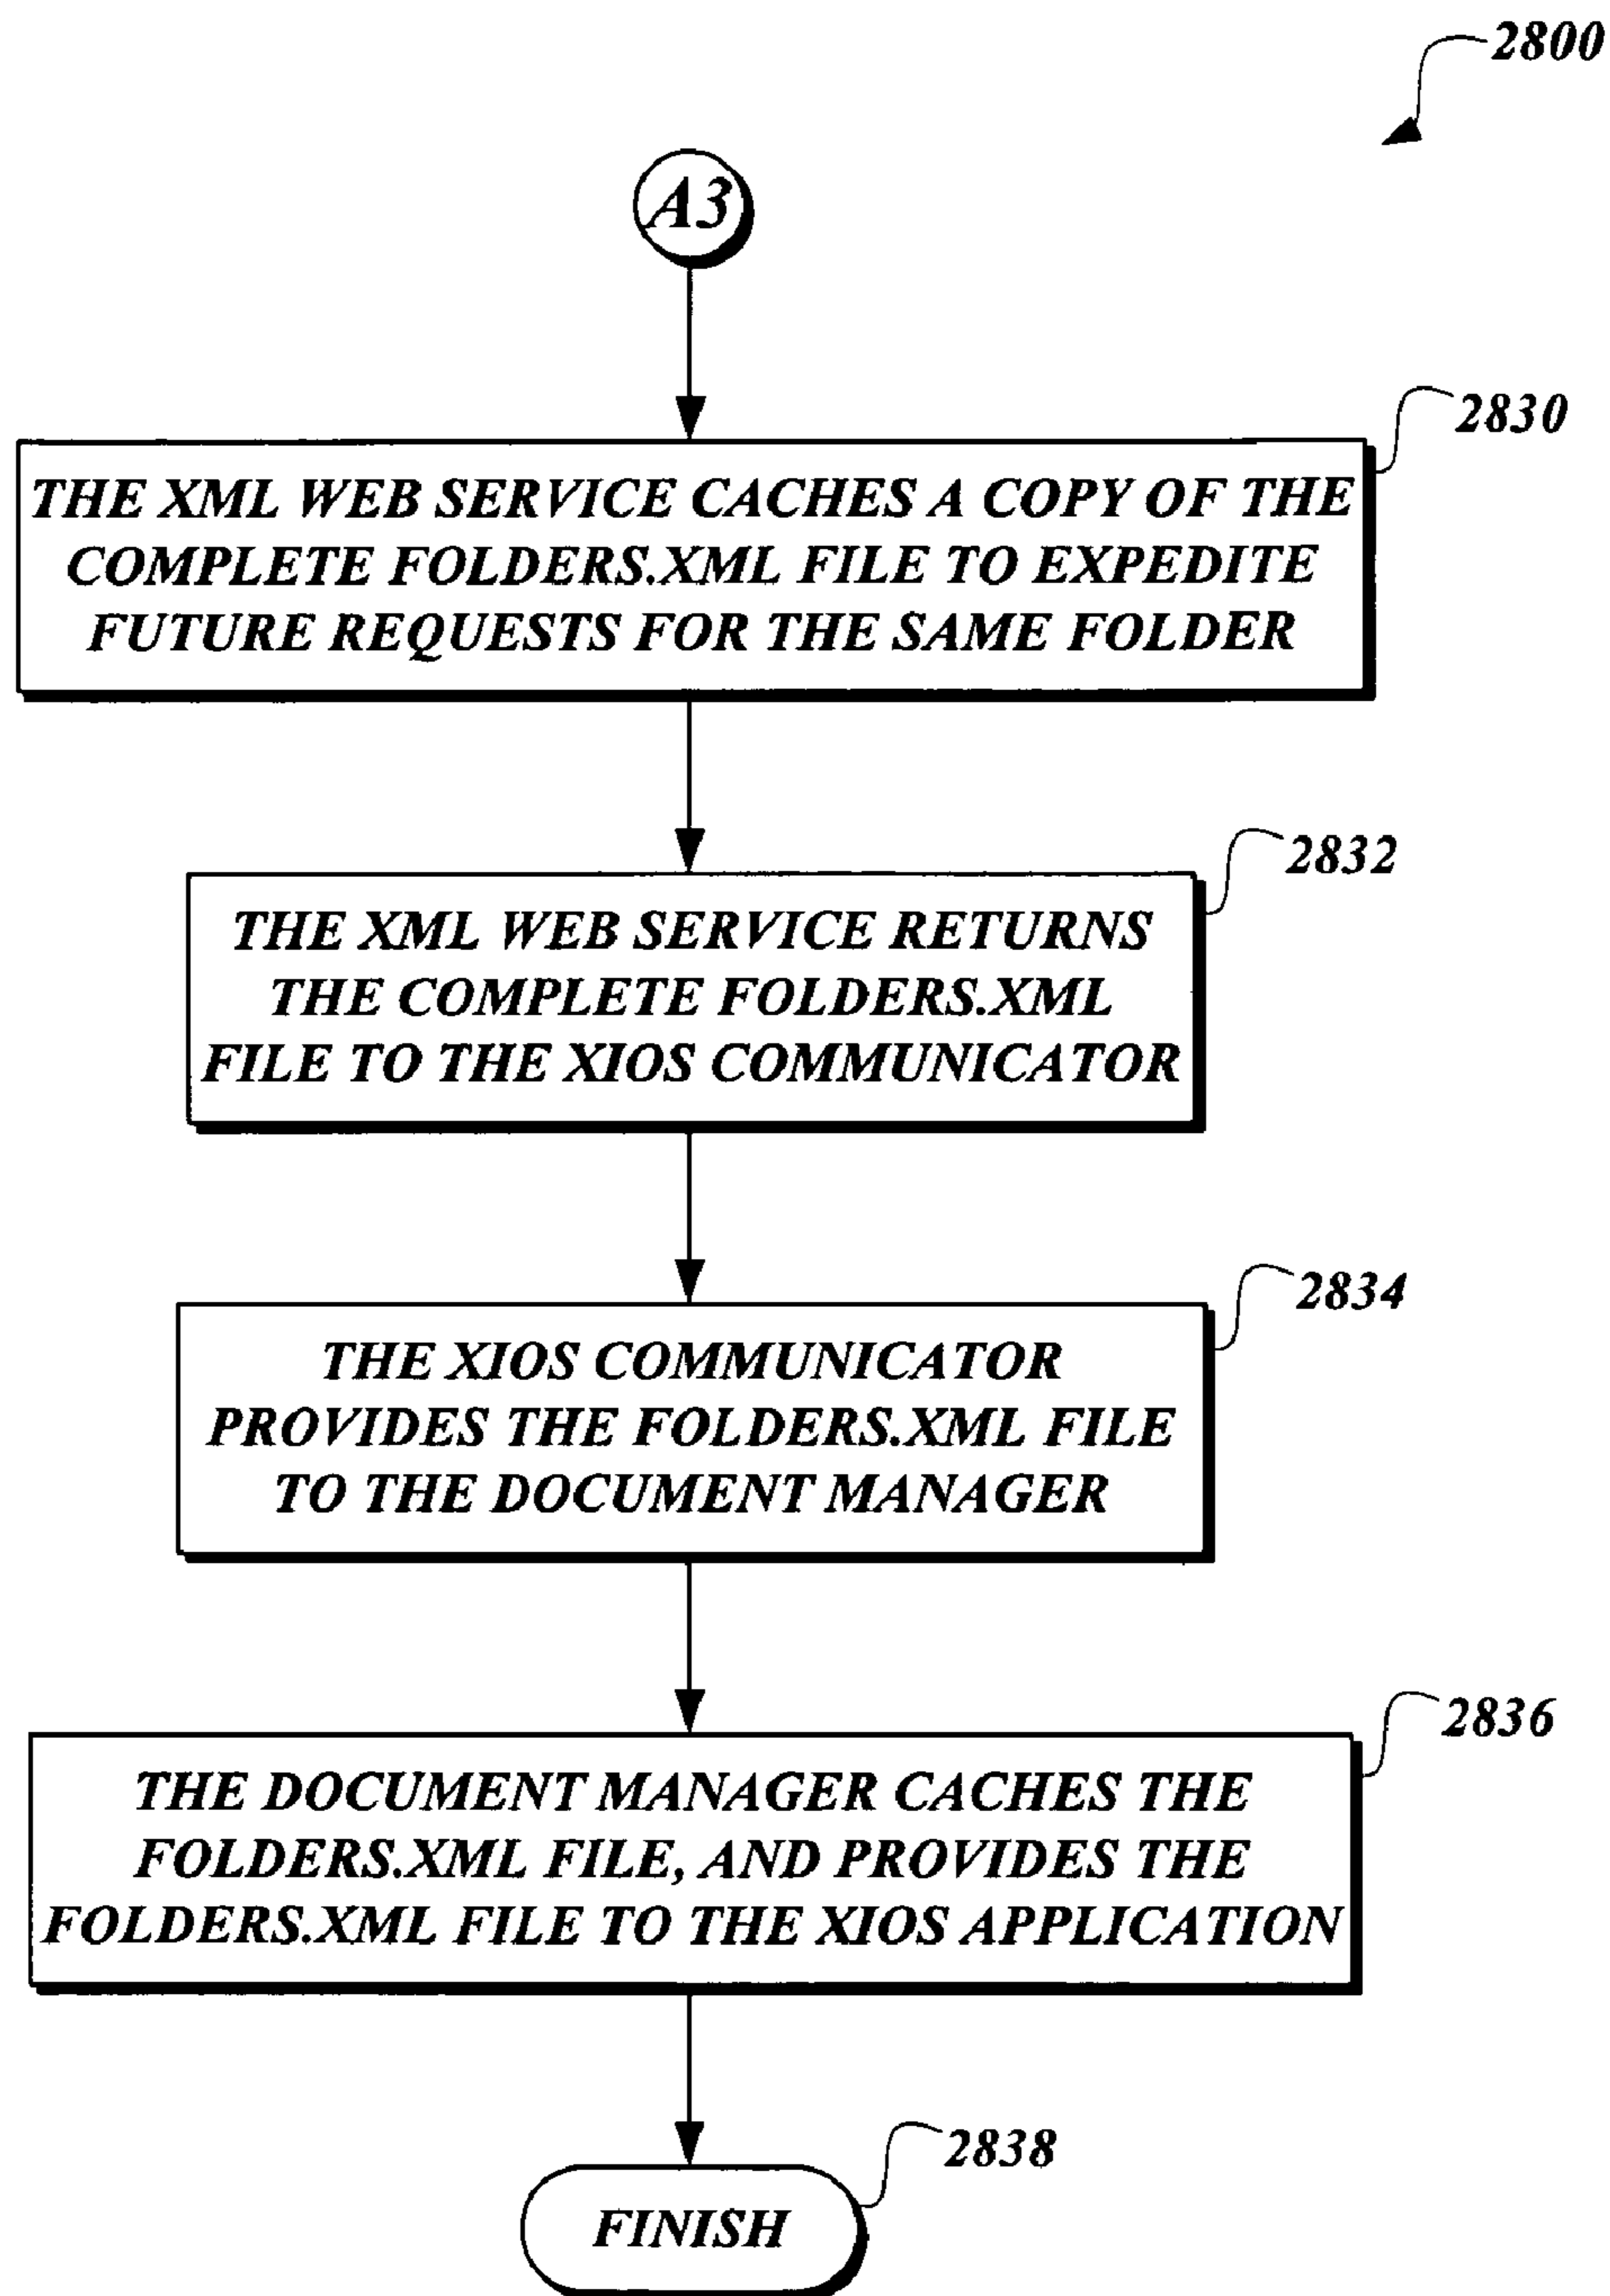 2800
A3
2830
THE XML WEB SERVICE CACHES A COPY OF THE
COMPLETE FOLDERS.XML FILE TO EXPEDITE
FUTURE REQUESTS FOR THE SAME FOLDER
2832
THE XML WEB SERVICE RETURNS
THE COMPLETE FOLDERS.XML
FILE TO THE XIOS COMMUNICATOR
2834
THE XIOS COMMUNICATOR
PROVIDES THE FOLDERS.XML FILE
TO THE DOCUMENT MANAGER
2836
THE DOCUMENT MANAGER CACHES THE
FOLDERS.XML FILE, AND PROVIDES THE
FOLDERS.XML FILE TO THE XIOS APPLICATION
2838
FINISH